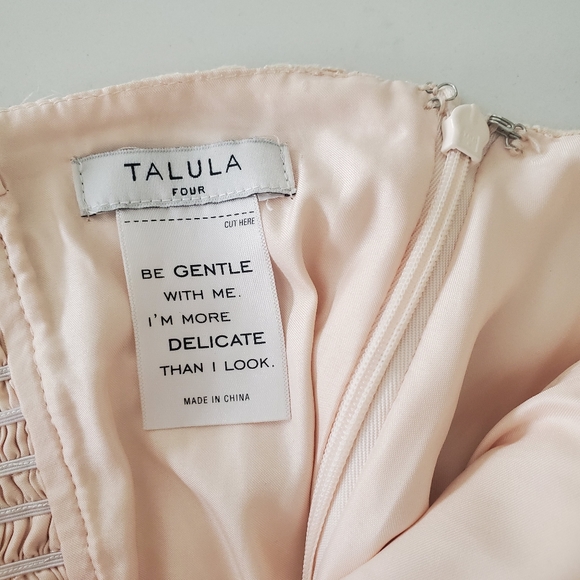 TALULA
FOUR
CUT HERE
BE GENTLE
WITH ME.
I'M MORE
DELICATE
THAN I LOOK.
MADE IN CHINA